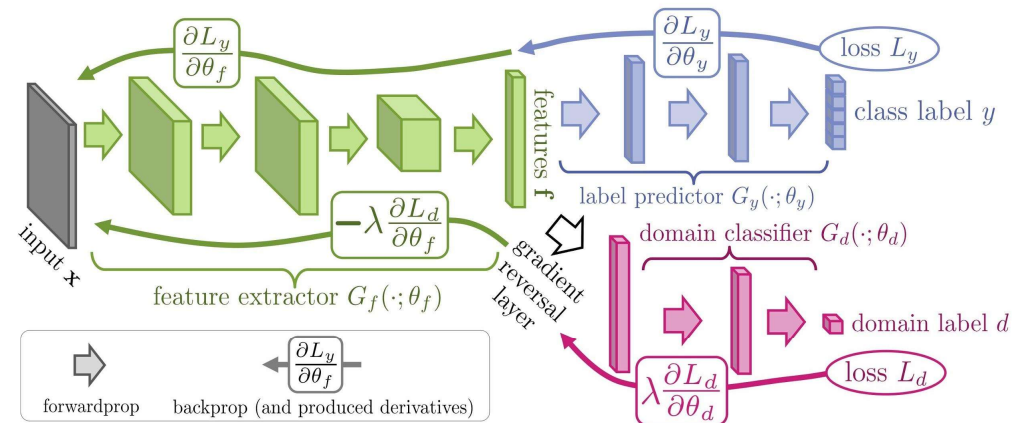 ∂L_y/∂θ_f
∂L_y/∂θ_y
loss L_y
features f
class label y
label predictor G_y(·; θ_y)
−λ ∂L_d/∂θ_f
input x
feature extractor G_f(·; θ_f)
gradient
reversal
layer
domain classifier G_d(·; θ_d)
domain label d
λ ∂L_d/∂θ_d
loss L_d
∂L_y/∂θ_f
forwardprop
backprop (and produced derivatives)